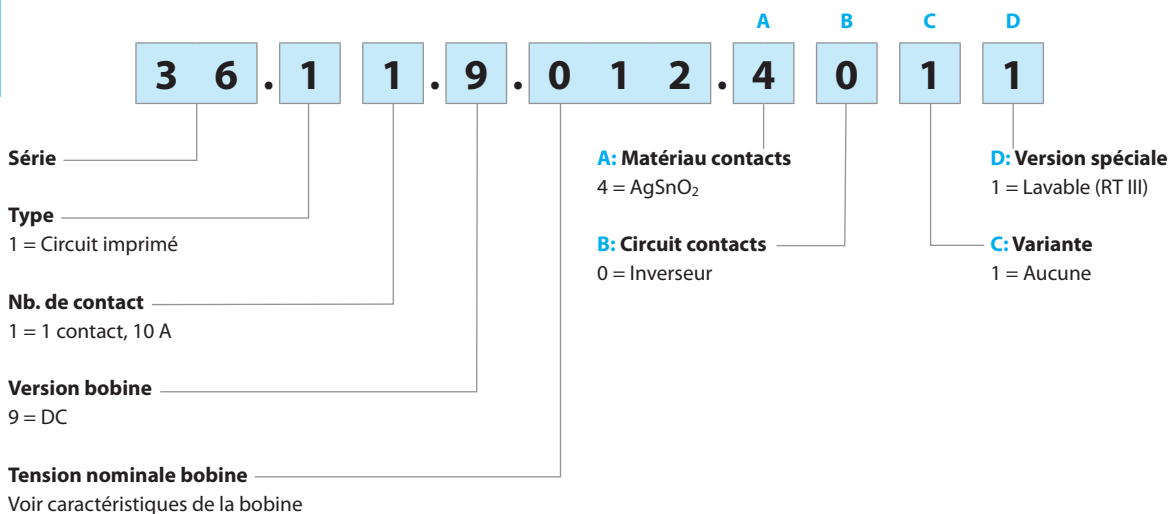 A B C D
3 6 . 1 1 . 9 . 0 1 2 . 4 0 1 1
Série
Type
1 = Circuit imprimé
Nb. de contact
1 = 1 contact, 10 A
Version bobine
9 = DC
Tension nominale bobine
Voir caractéristiques de la bobine
A: Matériau contacts
4 = AgSnO₂
B: Circuit contacts
0 = Inverseur
D: Version spéciale
1 = Lavable (RT III)
C: Variante
1 = Aucune